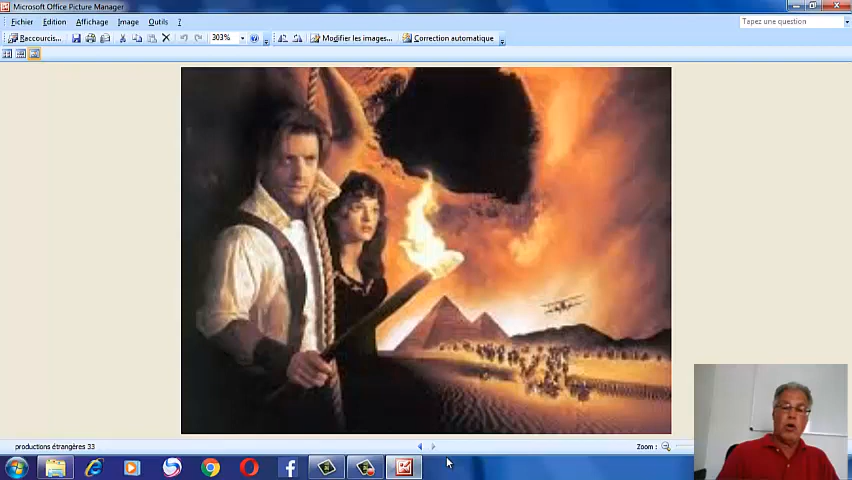 Microsoft Office Picture Manager
Fichier Edition Affichage Image Outils ?
Tapez une question
Raccourcis... 303% Modifier les images... Correction automatique
productions étrangères 33
Zoom :